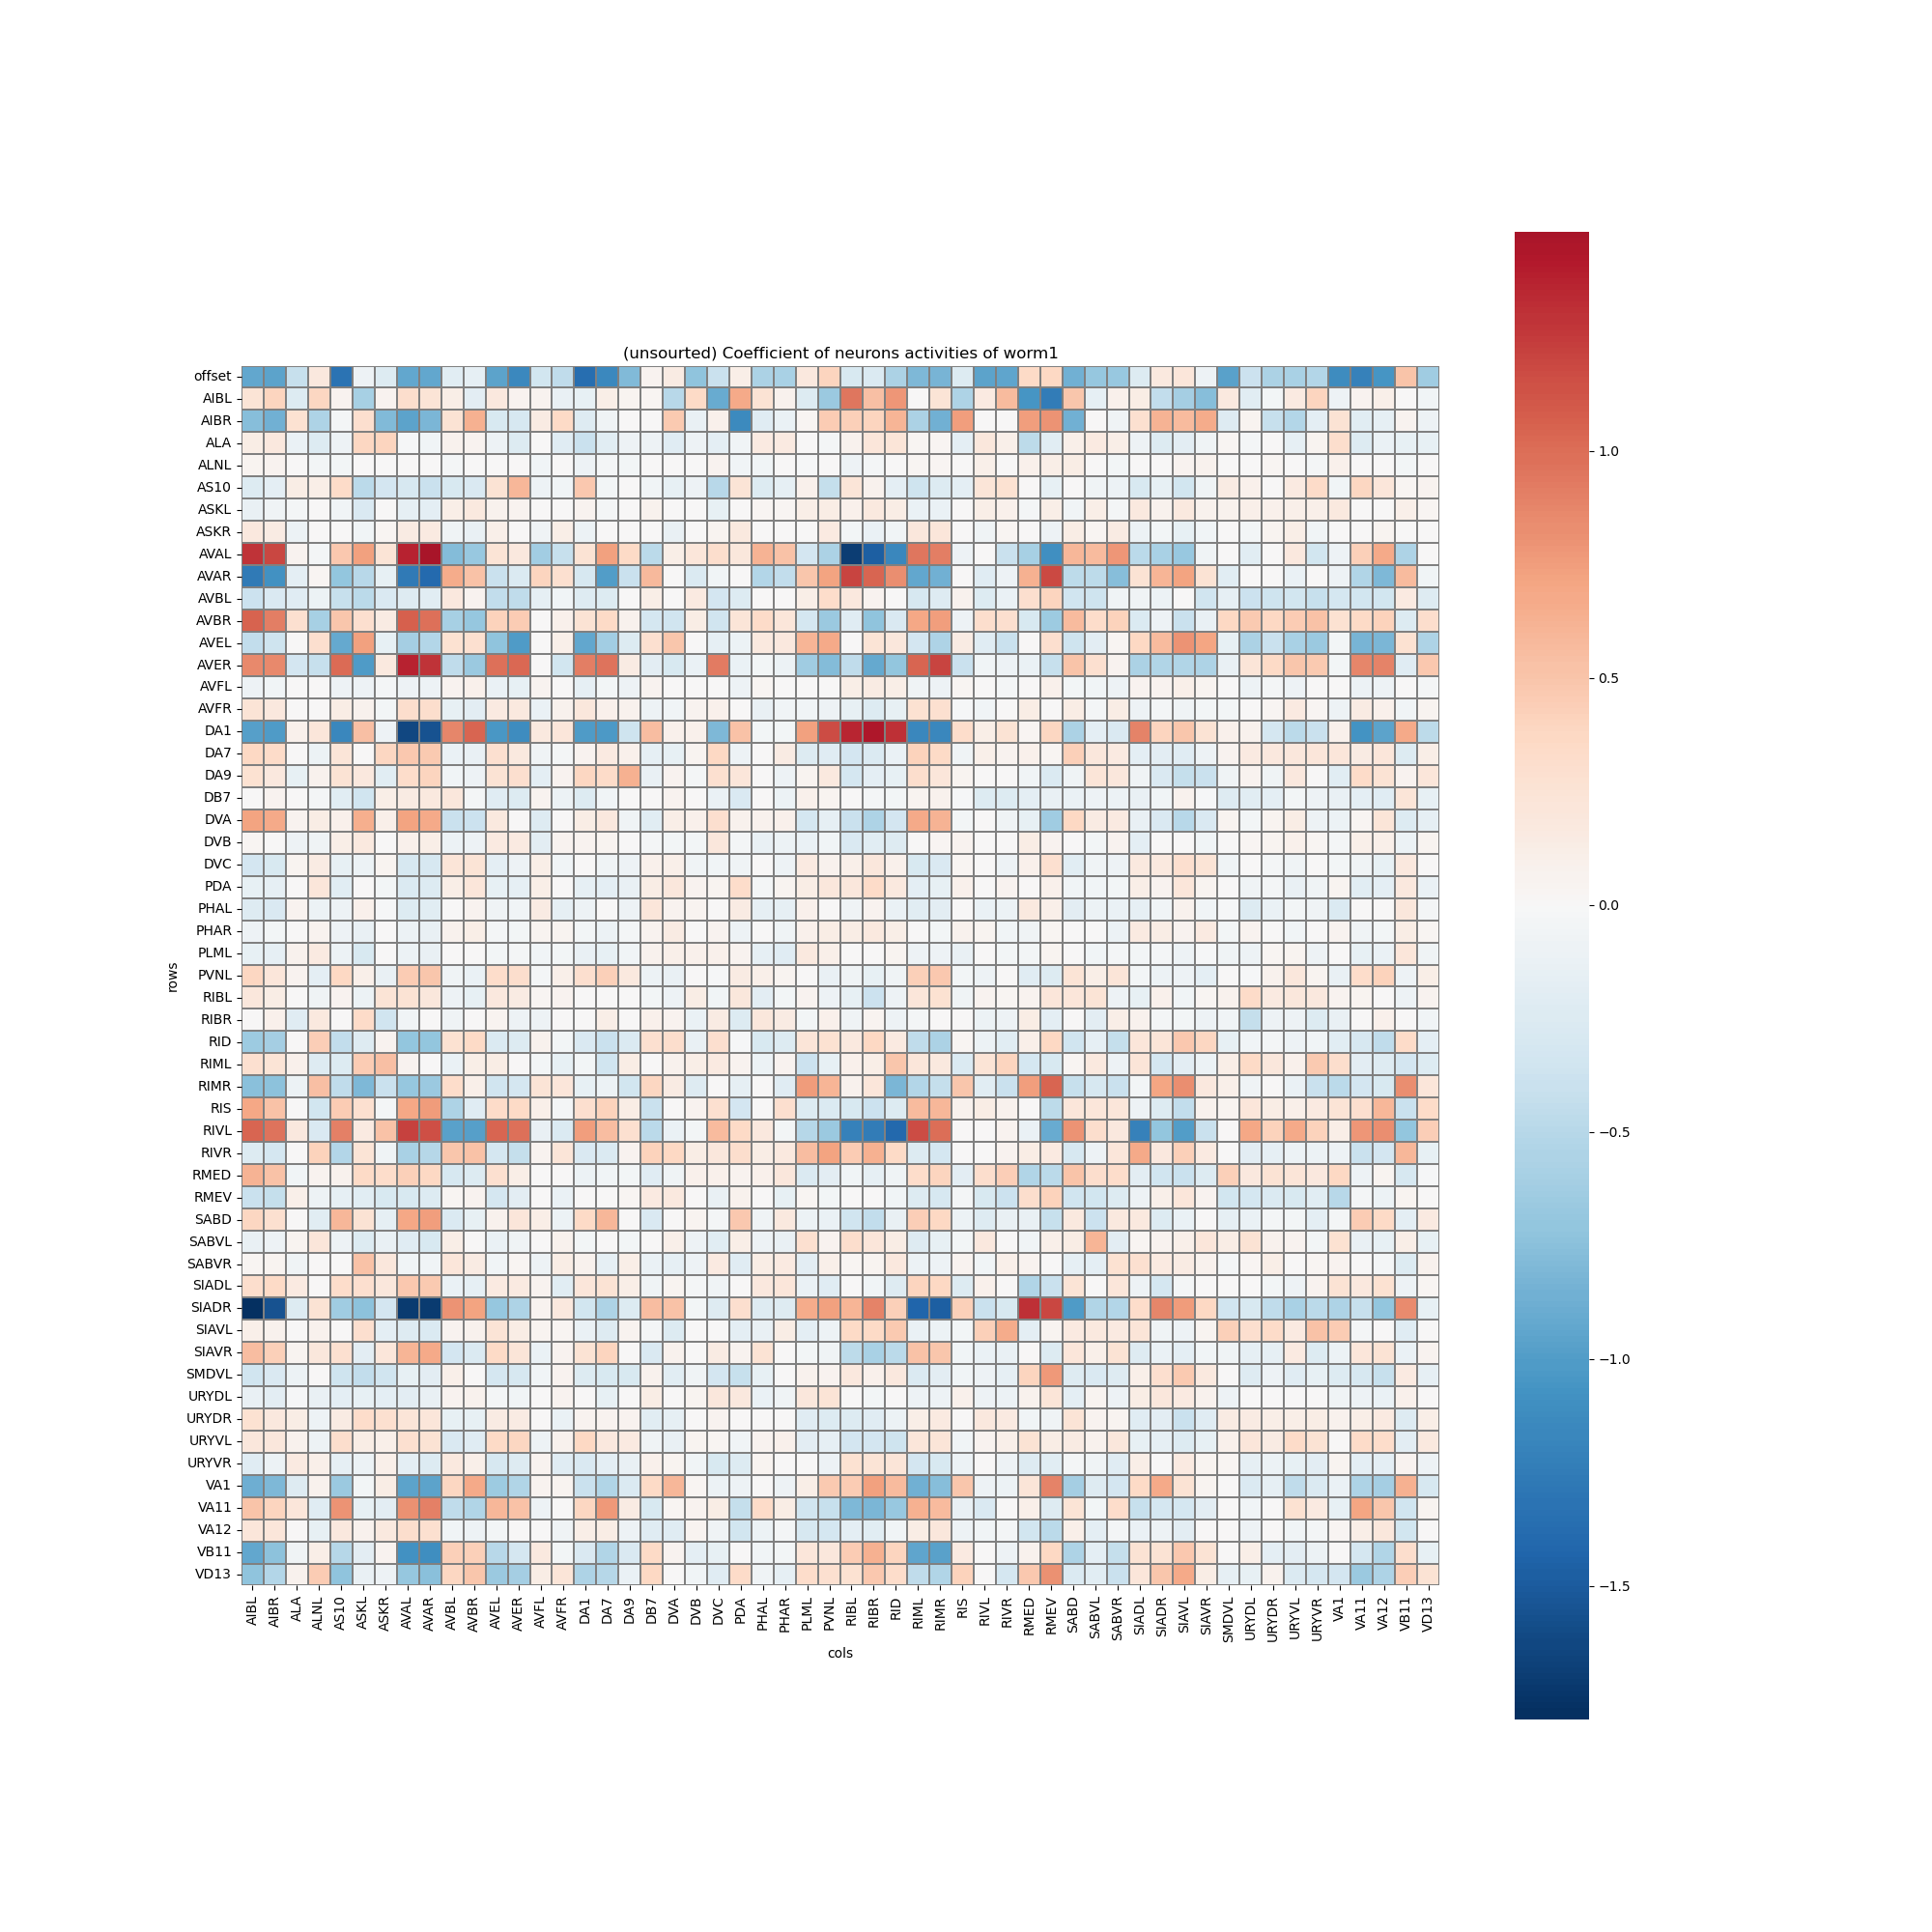 (unsourted) Coefficient of neurons activities of worm1
offset
AIBL
AIBR
ALA
ALNL
AS10
ASKL
ASKR
AVAL
AVAR
AVBL
AVBR
AVEL
AVER
AVFL
AVFR
DA1
DA7
DA9
DB7
DVA
DVB
DVC
PDA
PHAL
PHAR
PLML
PVNL
RIBL
RIBR
RID
RIML
RIMR
RIS
RIVL
RIVR
RMED
RMEV
SABD
SABVL
SABVR
SIADL
SIADR
SIAVL
SIAVR
SMDVL
URYDL
URYDR
URYVL
URYVR
VA1
VA11
VA12
VB11
VD13
rows
AIBL
AIBR
ALA
ALNL
AS10
ASKL
ASKR
AVAL
AVAR
AVBL
AVBR
AVEL
AVER
AVFL
AVFR
DA1
DA7
DA9
DB7
DVA
DVB
DVC
PDA
PHAL
PHAR
PLML
PVNL
RIBL
RIBR
RID
RIML
RIMR
RIS
RIVL
RIVR
RMED
RMEV
SABD
SABVL
SABVR
SIADL
SIADR
SIAVL
SIAVR
SMDVL
URYDL
URYDR
URYVL
URYVR
VA1
VA11
VA12
VB11
VD13
cols
1.0
0.5
0.0
−0.5
−1.0
−1.5